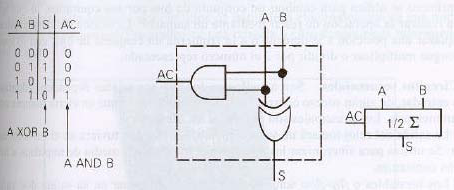 A B S AC
0 0 0 0
0 1 1 0
1 0 1 0
1 1 0 1
A XOR B
A AND B
A B
AC
S
A B
AC
1/2 Σ
S